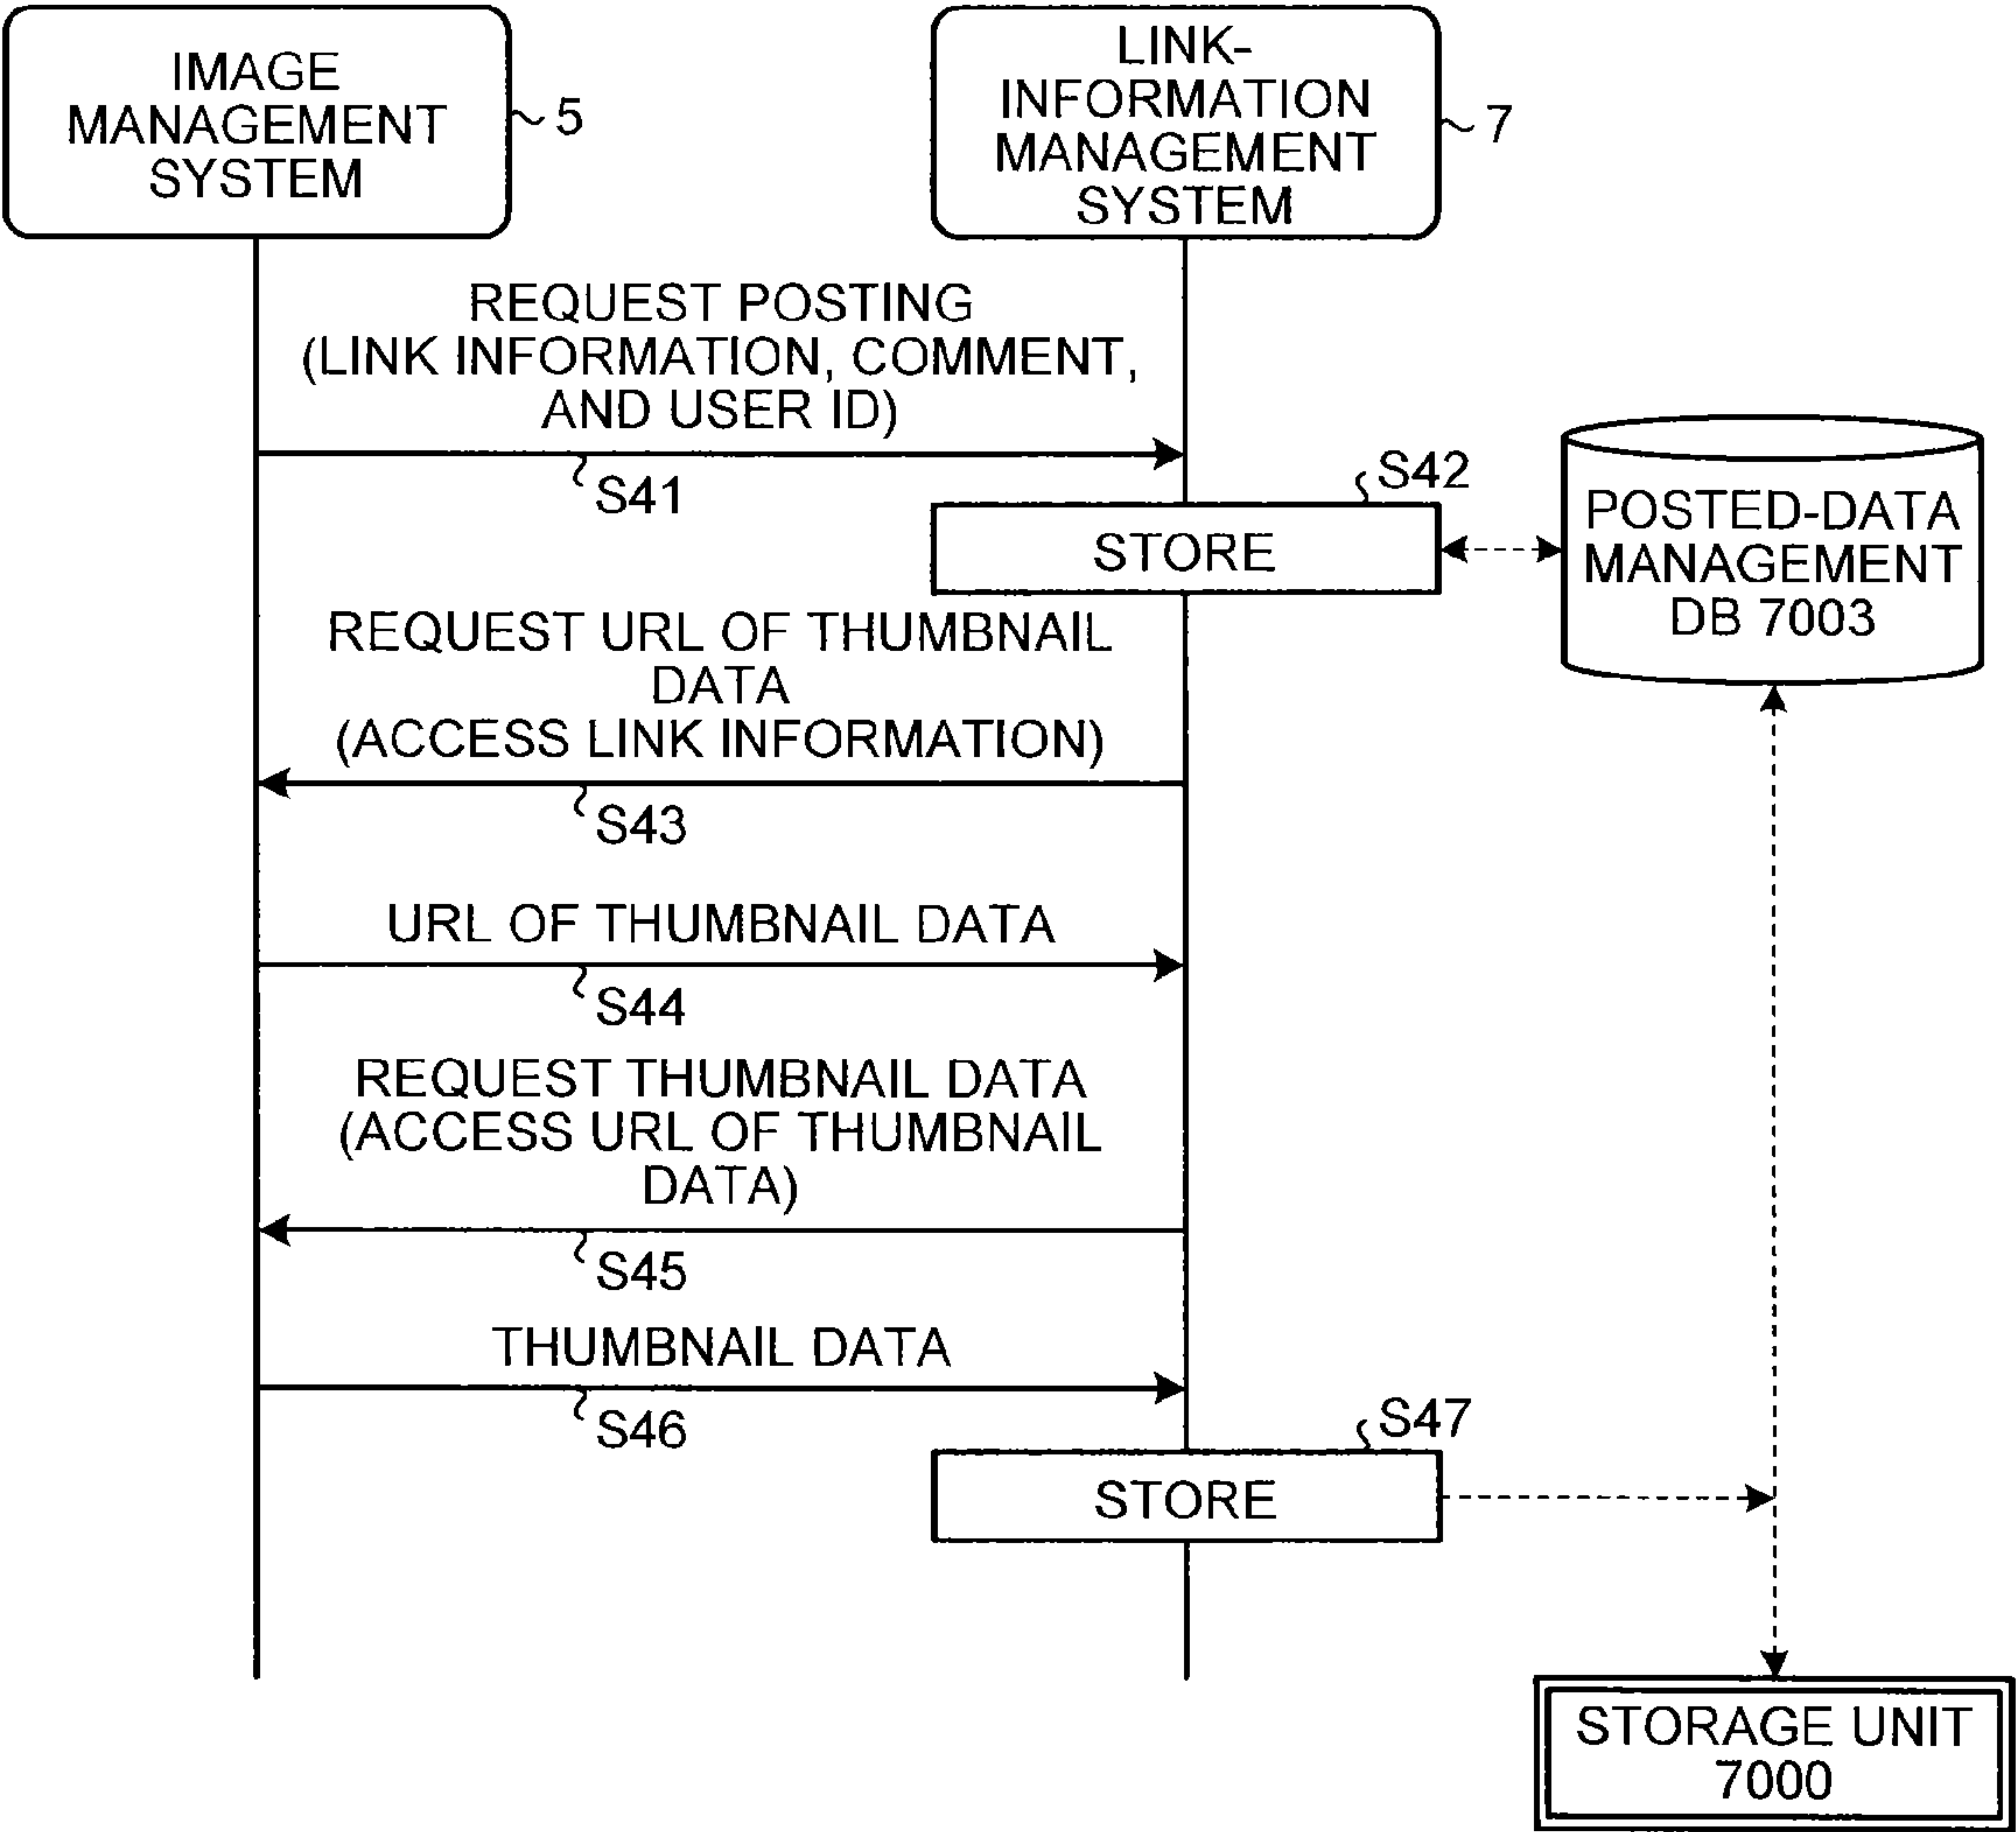 IMAGE
MANAGEMENT
SYSTEM
5
LINK-
INFORMATION
MANAGEMENT
SYSTEM
7
REQUEST POSTING
(LINK INFORMATION, COMMENT,
AND USER ID)
S41
S42
STORE
POSTED-DATA
MANAGEMENT
DB 7003
REQUEST URL OF THUMBNAIL
DATA
(ACCESS LINK INFORMATION)
S43
URL OF THUMBNAIL DATA
S44
REQUEST THUMBNAIL DATA
(ACCESS URL OF THUMBNAIL
DATA)
S45
THUMBNAIL DATA
S46
S47
STORE
STORAGE UNIT
7000